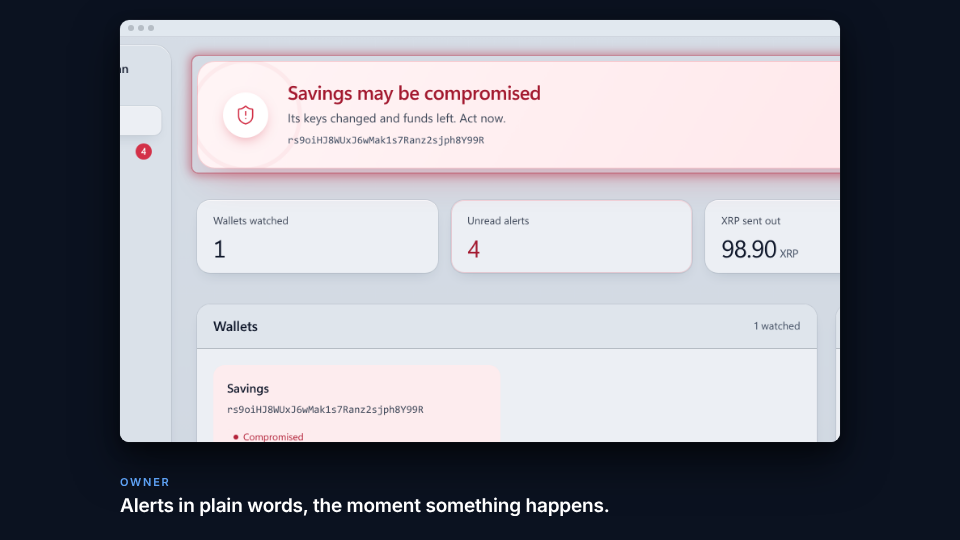 an
4
Savings may be compromised
Its keys changed and funds left. Act now.
rs9oiHJ8WUxJ6wMak1s7Ranz2sjph8Y99R
Wallets watched
1
Unread alerts
4
XRP sent out
98.90 XRP
Wallets
1 watched
Savings
rs9oiHJ8WUxJ6wMak1s7Ranz2sjph8Y99R
Compromised
OWNER
Alerts in plain words, the moment something happens.